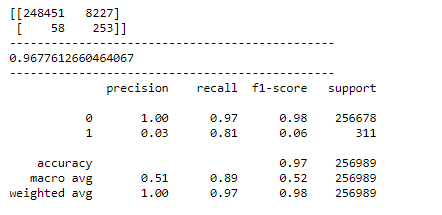 [[248451 8227]
[ 58 253]]
-----------------------------------------------
0.9677612660464067
-----------------------------------------------
precision recall f1-score support
0 1.00 0.97 0.98 256678
1 0.03 0.81 0.06 311
accuracy 0.97 256989
macro avg 0.51 0.89 0.52 256989
weighted avg 1.00 0.97 0.98 256989